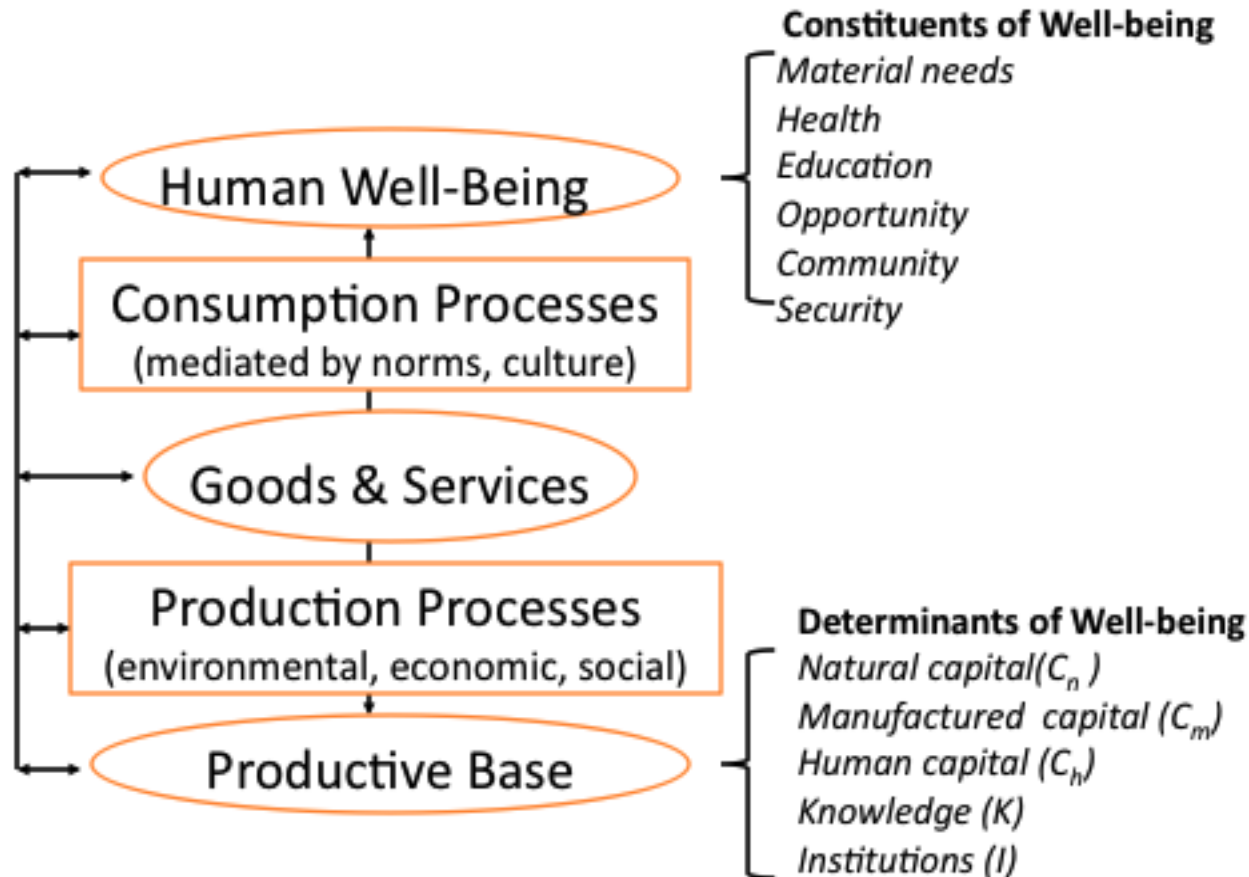 Constituents of Well-being
Material needs
Health
Education
Opportunity
Community
Security
Human Well-Being
Consumption Processes
(mediated by norms, culture)
Goods & Services
Production Processes
(environmental, economic, social)
Productive Base
Determinants of Well-being
Natural capital(Cn )
Manufactured capital (Cm)
Human capital (Ch)
Knowledge (K)
Institutions (I)